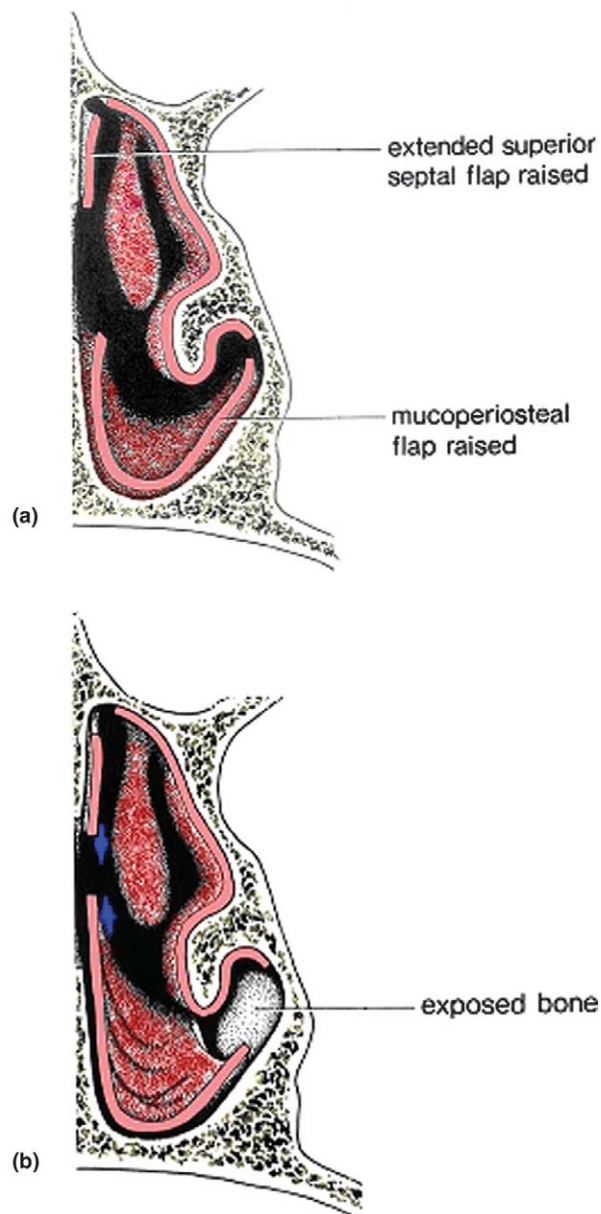 extended superior
septal flap raised
mucoperiosteal
flap raised
(a)
exposed bone
(b)